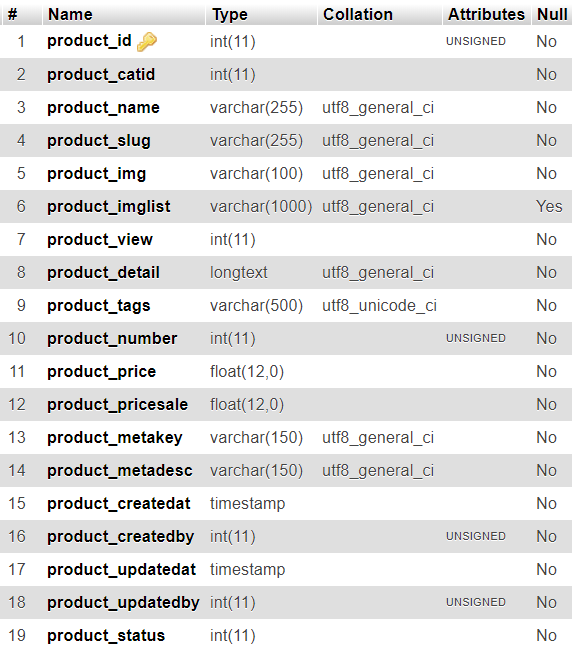 # Name Type Collation Attributes Null
1 product_id int(11) UNSIGNED No
2 product_catid int(11) No
3 product_name varchar(255) utf8_general_ci No
4 product_slug varchar(255) utf8_general_ci No
5 product_img varchar(100) utf8_general_ci No
6 product_imglist varchar(1000) utf8_general_ci Yes
7 product_view int(11) No
8 product_detail longtext utf8_general_ci No
9 product_tags varchar(500) utf8_unicode_ci No
10 product_number int(11) UNSIGNED No
11 product_price float(12,0) No
12 product_pricesale float(12,0) No
13 product_metakey varchar(150) utf8_general_ci No
14 product_metadesc varchar(150) utf8_general_ci No
15 product_createdat timestamp No
16 product_createdby int(11) UNSIGNED No
17 product_updatedat timestamp No
18 product_updatedby int(11) UNSIGNED No
19 product_status int(11) No